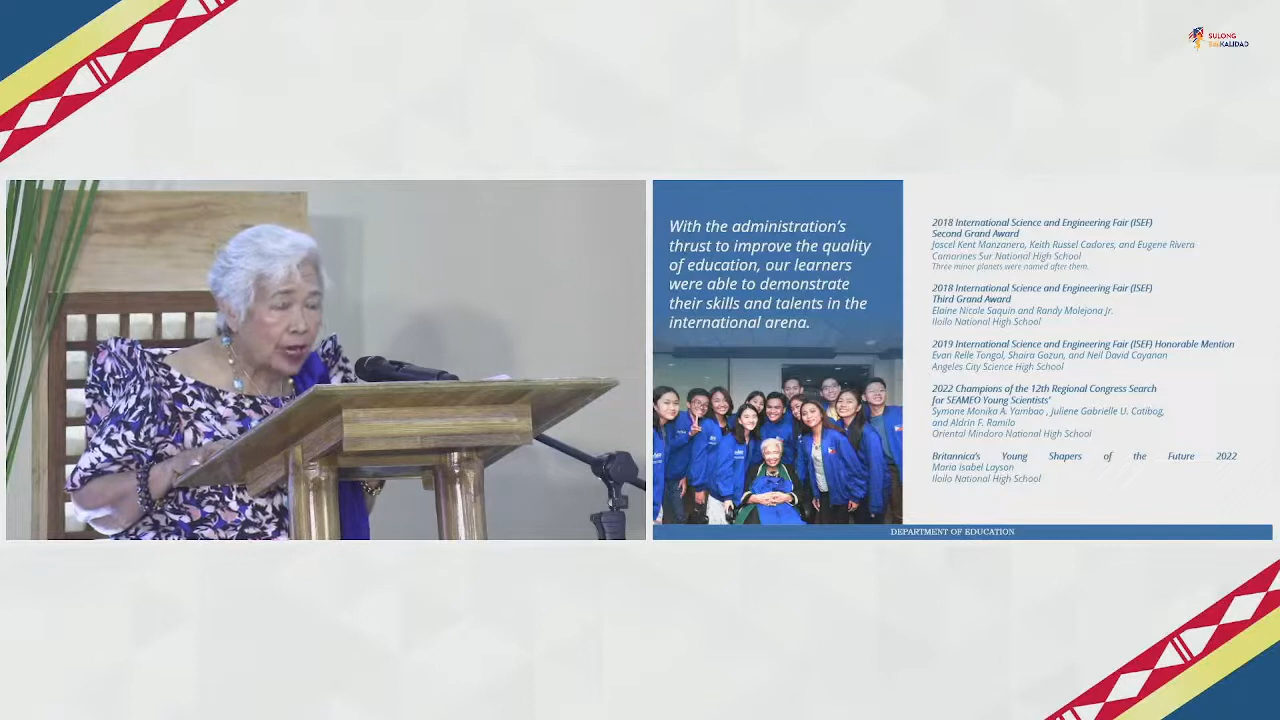 SULONG
EduKALIDAD
With the administration's
thrust to improve the quality
of education, our learners
were able to demonstrate
their skills and talents in the
international arena.
2018 International Science and Engineering Fair (ISEF)
Second Grand Award
Joscel Kent Manzanero, Keith Russel Cadores, and Eugene Rivera
Camarines Sur National High School
Three minor planets were named after them.
2018 International Science and Engineering Fair (ISEF)
Third Grand Award
Elaine Nicole Saquin and Randy Molejona Jr.
Iloilo National High School
2019 International Science and Engineering Fair (ISEF) Honorable Mention
Evan Relle Tongol, Shaira Gozun, and Neil David Cayanan
Angeles City Science High School
2022 Champions of the 12th Regional Congress Search
for SEAMEO Young Scientists'
Symone Monika A. Yambao , Juliene Gabrielle U. Catibog,
and Aldrin F. Ramilo
Oriental Mindoro National High School
Britannica's Young Shapers of the Future 2022
Maria Isabel Layson
Iloilo National High School
DEPARTMENT OF EDUCATION